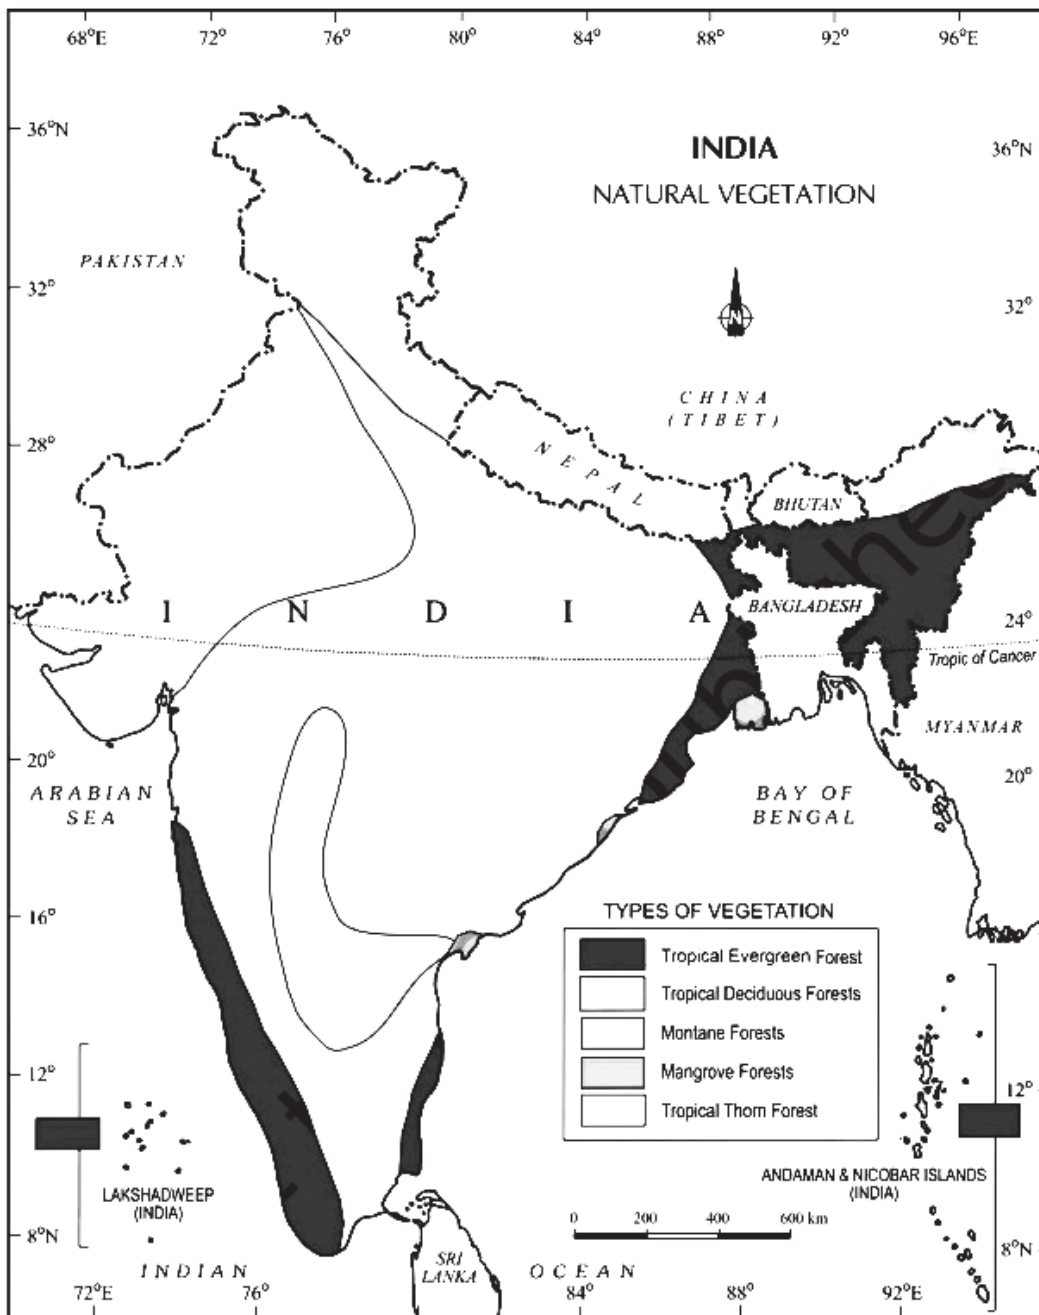 68°E 72° 76° 80° 84° 88° 92° 96°E
36°N
INDIA
36°N
NATURAL VEGETATION
PAKISTAN
32°
32°
N
CHINA
(TIBET)
28°
NEPAL
BHUTAN
INDIA
BANGLADESH
24°
Tropic of Cancer
MYANMAR
20°
20°
ARABIAN
SEA
BAY OF
BENGAL
16°
TYPES OF VEGETATION
Tropical Evergreen Forest
Tropical Deciduous Forests
Montane Forests
Mangrove Forests
Tropical Thorn Forest
12°
12°
LAKSHADWEEP
(INDIA)
ANDAMAN & NICOBAR ISLANDS
(INDIA)
0 200 400 600 km
8°N
8°N
SRI
LANKA
INDIAN OCEAN
72°E 76° 80° 88° 92°E